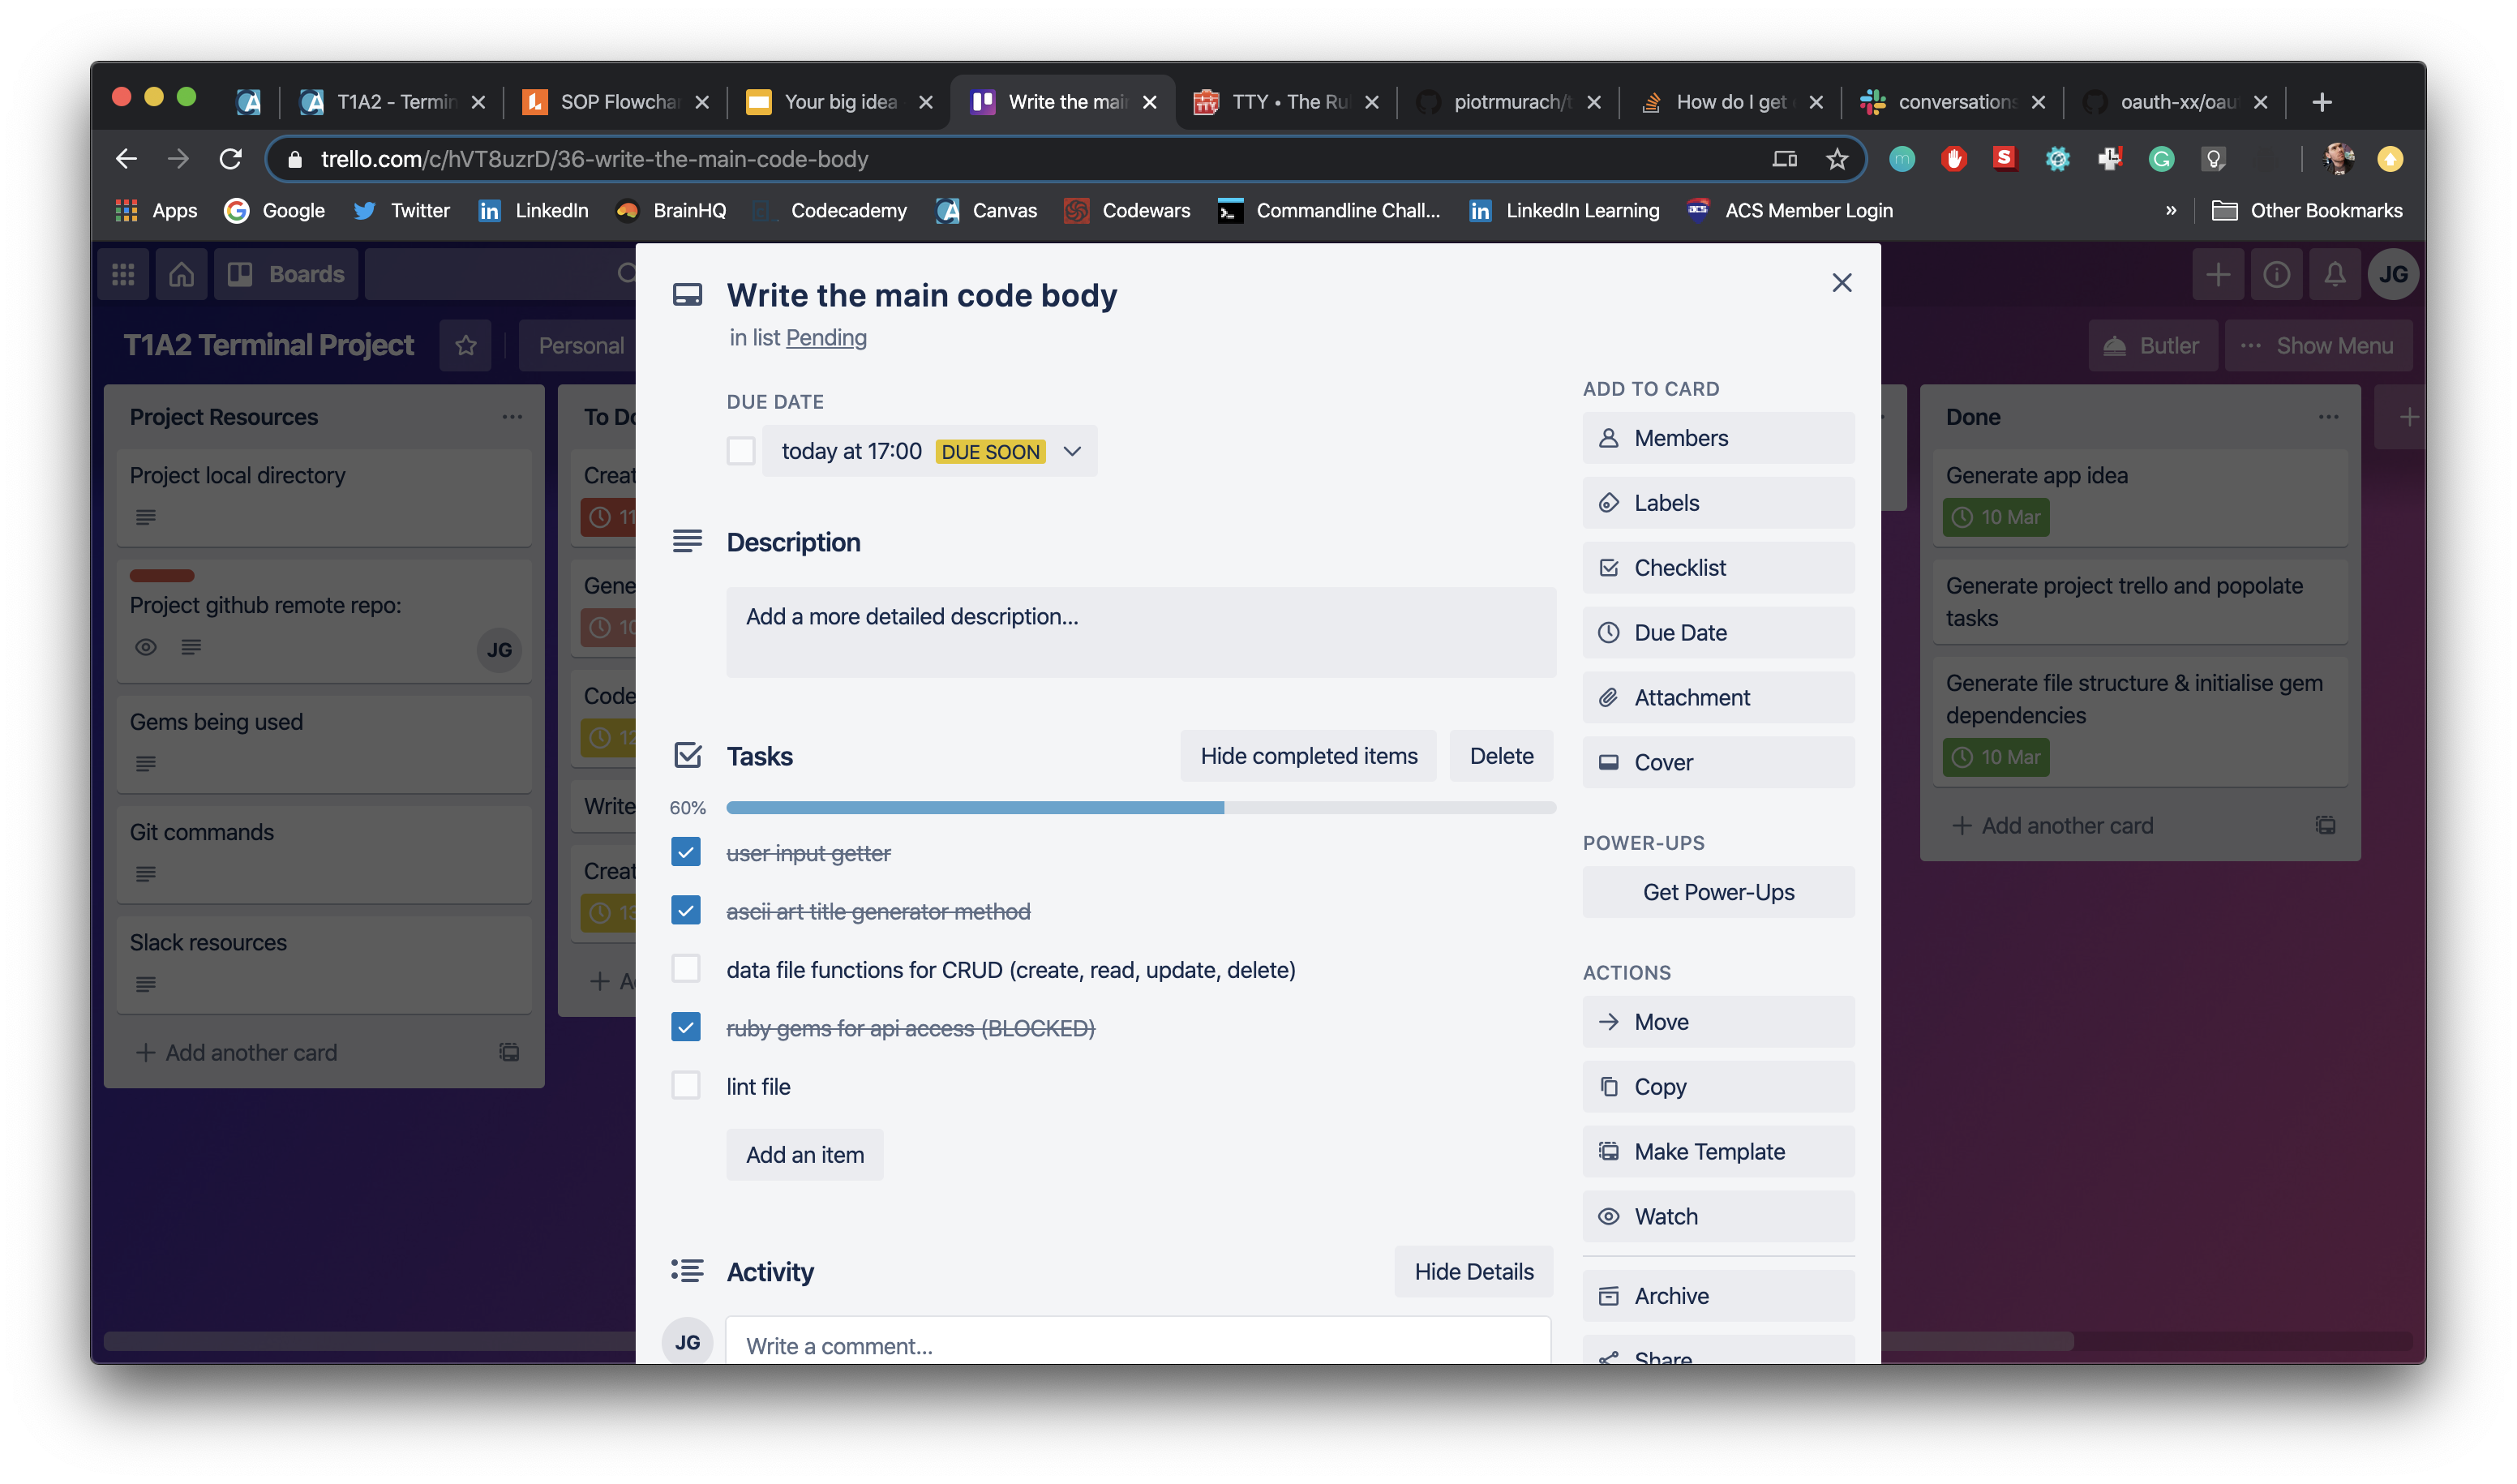 T1A2 - Termin
SOP Flowchar
Your big idea
Write the main
TTY • The Ru
piotrmurach/t
How do I get
conversations
oauth-xx/oau
trello.com/c/hVT8uzrD/36-write-the-main-code-body
Apps
Google
Twitter
LinkedIn
BrainHQ
Codecademy
Canvas
Codewars
Commandline Chall...
LinkedIn Learning
ACS Member Login
»
Other Bookmarks
Boards
JG
T1A2 Terminal Project
Personal
Butler
Show Menu
Project Resources
Project local directory
Project github remote repo:
JG
Gems being used
Git commands
Slack resources
Add another card
To Do
Creat
11
Gene
10
Code
12
Write
Creat
13
Write the main code body
in list Pending
DUE DATE
today at 17:00 DUE SOON
Description
Add a more detailed description...
Tasks
Hide completed items
Delete
60%
user input getter
ascii art title generator method
data file functions for CRUD (create, read, update, delete)
ruby gems for api access (BLOCKED)
lint file
Add an item
Activity
Hide Details
JG
Write a comment...
ADD TO CARD
Members
Labels
Checklist
Due Date
Attachment
Cover
POWER-UPS
Get Power-Ups
ACTIONS
Move
Copy
Make Template
Watch
Archive
Share
Done
Generate app idea
10 Mar
Generate project trello and popolate
tasks
Generate file structure & initialise gem
dependencies
10 Mar
Add another card